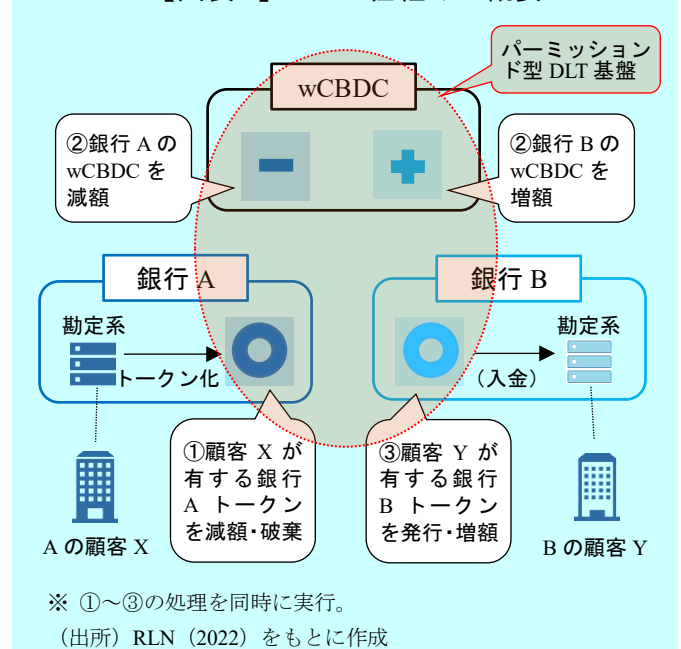 パーミッション
ド型 DLT 基盤
wCBDC
②銀行 A の
wCBDC を
減額
②銀行 B の
wCBDC を
増額
銀行 A
銀行 B
勘定系
トークン化
勘定系
(入金)
①顧客 X が
有する銀行
A トークン
を減額・破棄
③顧客 Y が
有する銀行
B トークン
を発行・増額
A の顧客 X
B の顧客 Y
※ ①～③の処理を同時に実行。
（出所）RLN（2022）をもとに作成